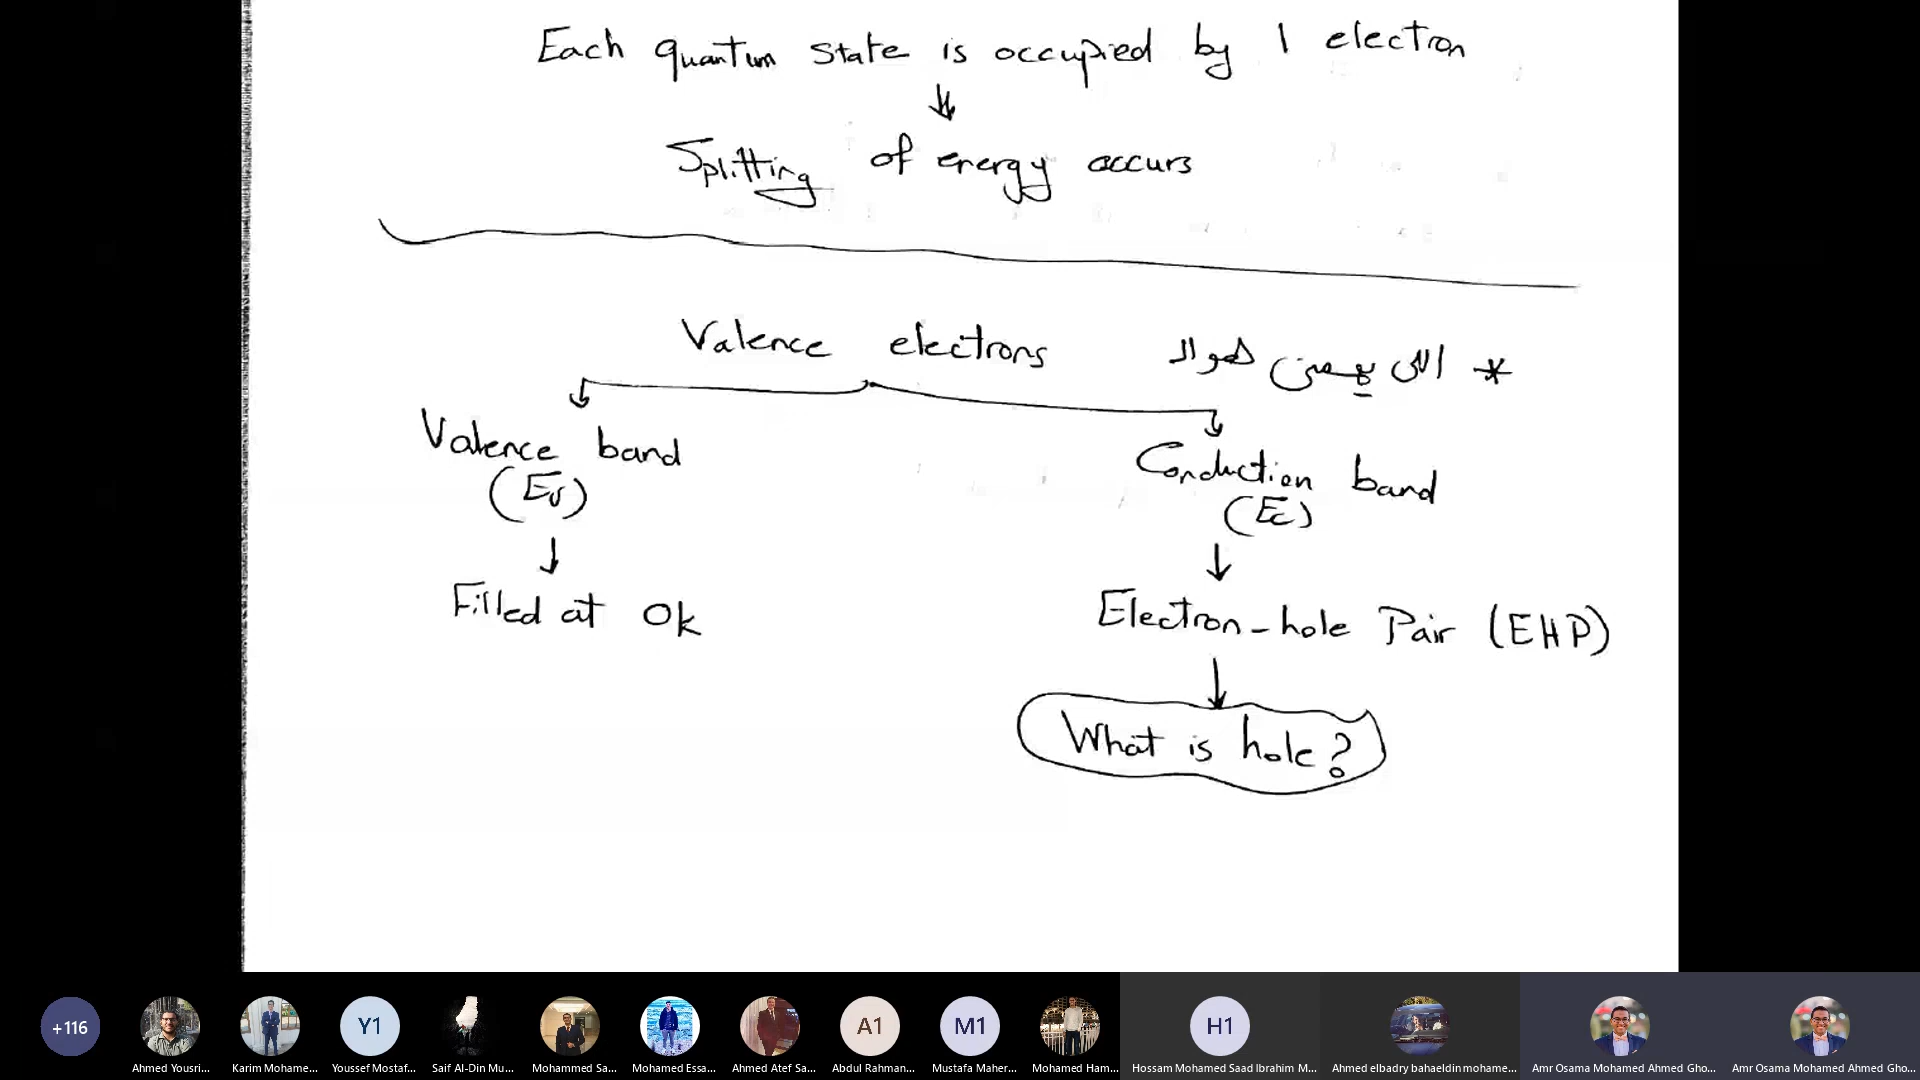 Each quantum state is occupied by 1 electron
Splitting of energy occurs
Valence electrons
* اللى يهمنى هوالـ
Valence band
(Ev)
Filled at 0k
Conduction band
(Ec)
Electron-hole Pair (EHP)
What is hole?
+116
Y1
A1
M1
H1
Ahmed Yousri...
Karim Mohame...
Youssef Mostaf...
Saif Al-Din Mu...
Mohammed Sa...
Mohamed Essa...
Ahmed Atef Sa...
Abdul Rahman...
Mustafa Maher...
Mohamed Ham...
Hossam Mohamed Saad Ibrahim M...
Ahmed elbadry bahaeldin mohame...
Amr Osama Mohamed Ahmed Gho...
Amr Osama Mohamed Ahmed Gho...